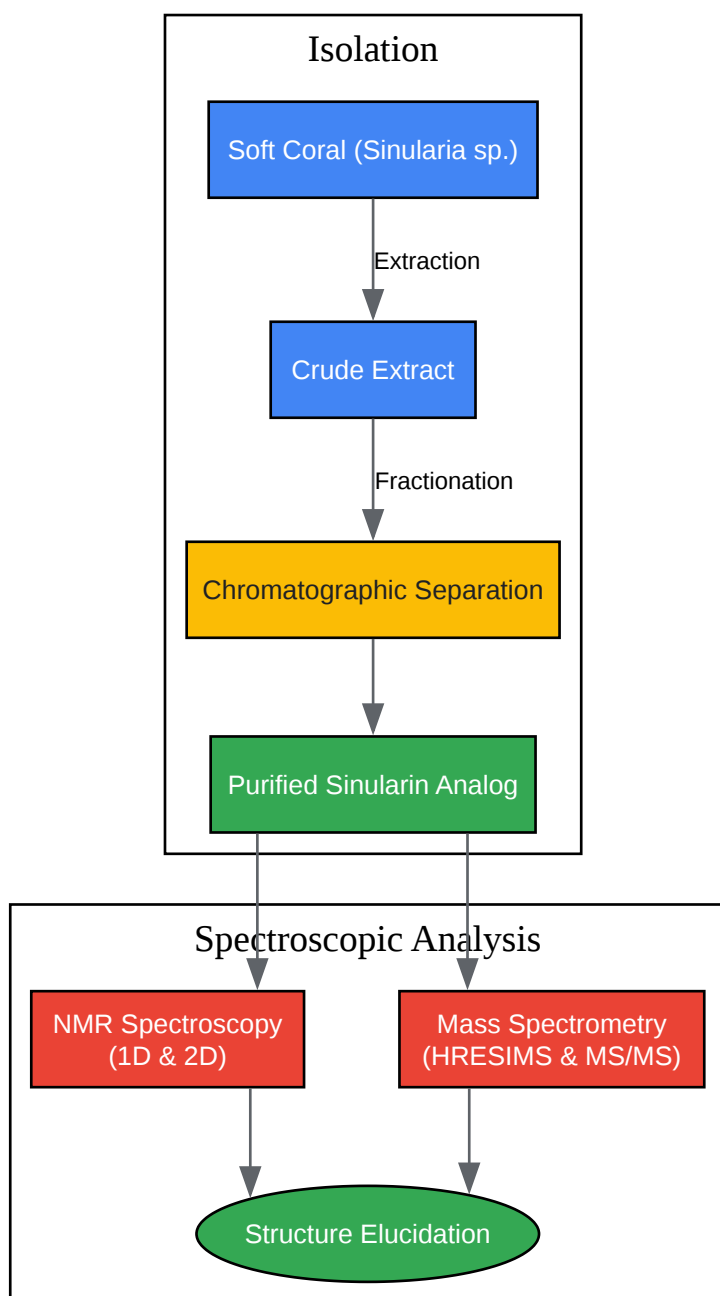 Isolation
Soft Coral (Sinularia sp.)
Extraction
Crude Extract
Fractionation
Chromatographic Separation
Purified Sinularin Analog
Spectroscopic Analysis
NMR Spectroscopy
(1D & 2D)
Mass Spectrometry
(HRESIMS & MS/MS)
Structure Elucidation